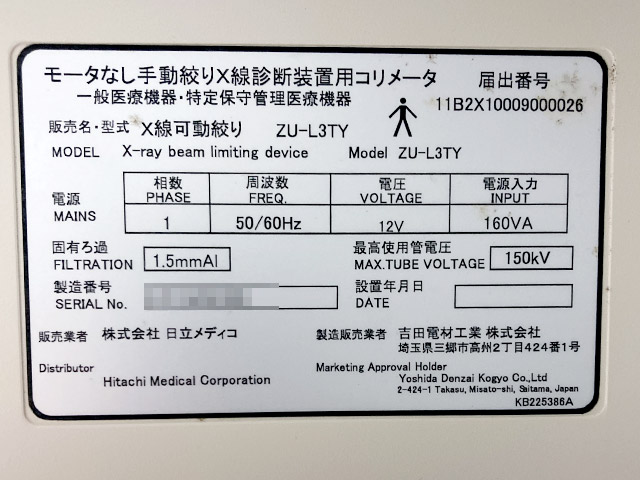 モータなし手動絞りX線診断装置用コリメータ 届出番号
一般医療機器・特定保守管理医療機器 11B2X10009000026
販売名・型式 X線可動絞り ZU-L3TY
MODEL X-ray beam limiting device Model ZU-L3TY
電源 MAINS
相数 PHASE 周波数 FREQ. 電圧 VOLTAGE 電源入力 INPUT
1 50/60Hz 12V 160VA
固有ろ過 最高使用管電圧
FILTRATION 1.5mmAl MAX.TUBE VOLTAGE 150kV
製造番号 設置年月日
SERIAL No. DATE
販売業者 株式会社 日立メディコ 製造販売業者 吉田電材工業 株式会社
埼玉県三郷市高州2丁目424番1号
Distributor Marketing Approval Holder
Hitachi Medical Corporation Yoshida Denzai Kogyo Co.,Ltd
2-424-1 Takasu, Misato-shi, Saitama, Japan
KB225386A